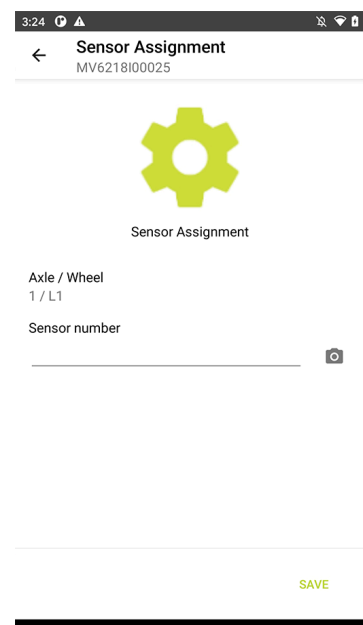 3:24
Sensor Assignment
MV6218I00025
Sensor Assignment
Axle / Wheel
1 / L1
Sensor number
SAVE